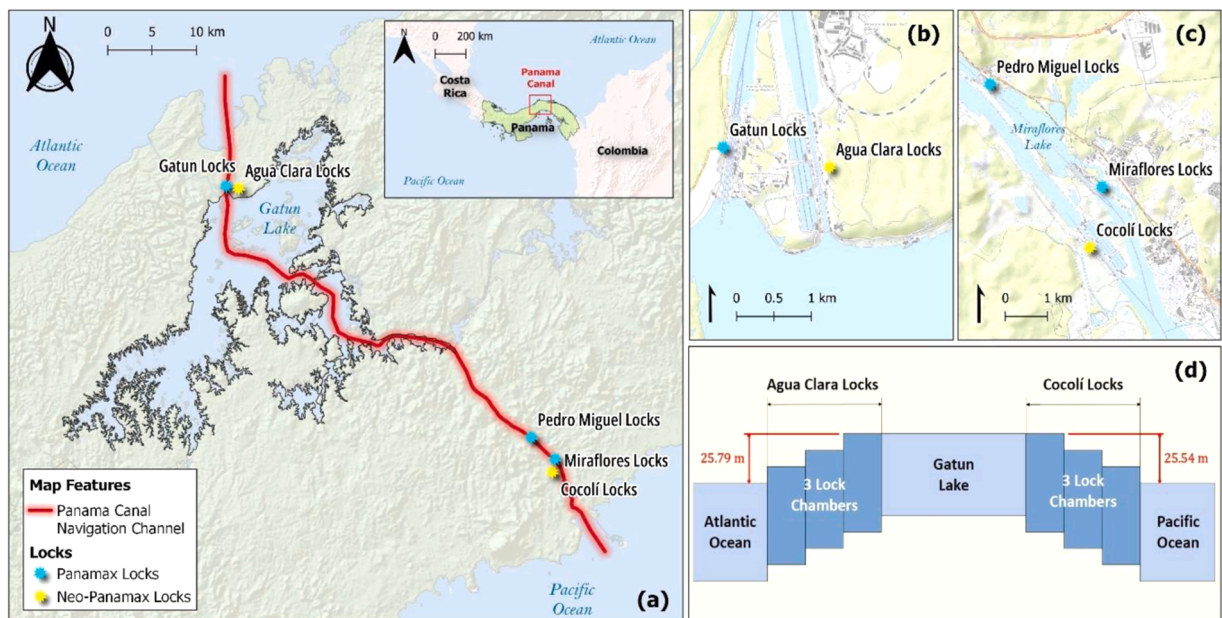 N
0 5 10 km
Atlantic
Ocean
Gatun Locks
Agua Clara Locks
Gatun
Lake
Pedro Miguel Locks
Miraflores Locks
Cocolí Locks
Pacific
Ocean
(a)
Map Features
Panama Canal
Navigation Channel
Locks
Panamax Locks
Neo-Panamax Locks
N
0 200 km
Atlantic Ocean
Costa
Rica
Panama
Canal
Panama
Colombia
Pacific Ocean
(b)
Gatun Locks
Agua Clara Locks
0 0.5 1 km
(c)
Pedro Miguel Locks
Miraflores
Lake
Miraflores Locks
Cocolí Locks
0 1 km
(d)
Agua Clara Locks
Cocolí Locks
25.79 m
25.54 m
Gatun
Lake
3 Lock
Chambers
3 Lock
Chambers
Atlantic
Ocean
Pacific
Ocean